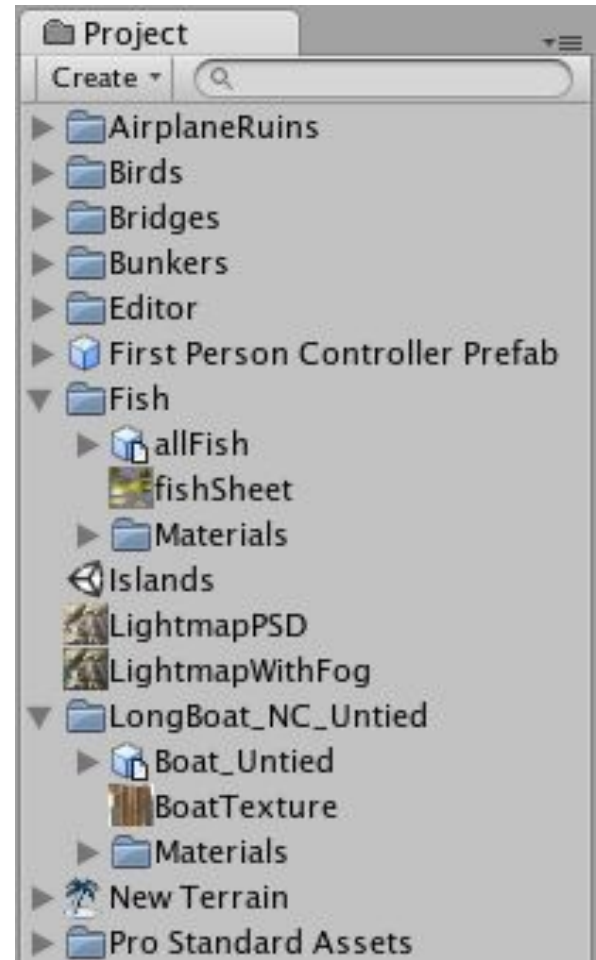 Project
Create
AirplaneRuins
Birds
Bridges
Bunkers
Editor
First Person Controller Prefab
Fish
allFish
fishSheet
Materials
Islands
LightmapPSD
LightmapWithFog
LongBoat_NC_Untied
Boat_Untied
BoatTexture
Materials
New Terrain
Pro Standard Assets